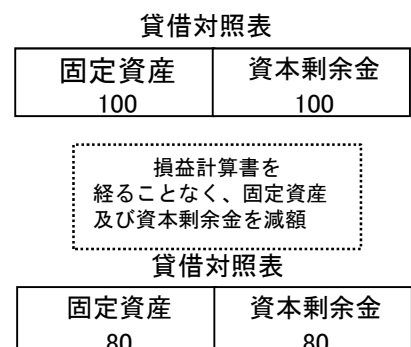 貸借対照表
固定資産 資本剰余金
100 100
損益計算書を
経ることなく、固定資産
及び資本剰余金を減額
貸借対照表
固定資産 資本剰余金
80 80